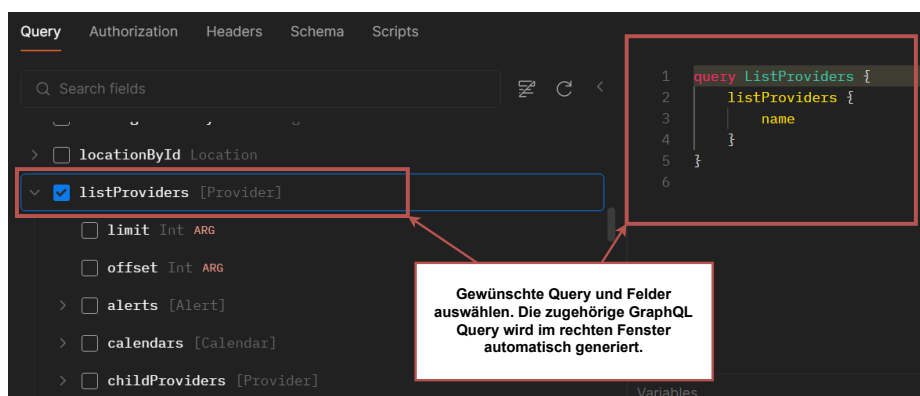 Query Authorization Headers Schema Scripts
Search fields
locationById Location
listProviders [Provider]
limit Int ARG
offset Int ARG
alerts [Alert]
calendars [Calendar]
childProviders [Provider]
1 query ListProviders {
2 listProviders {
3 name
4 }
5 }
6
Gewünschte Query und Felder
auswählen. Die zugehörige GraphQL
Query wird im rechten Fenster
automatisch generiert.
Variables